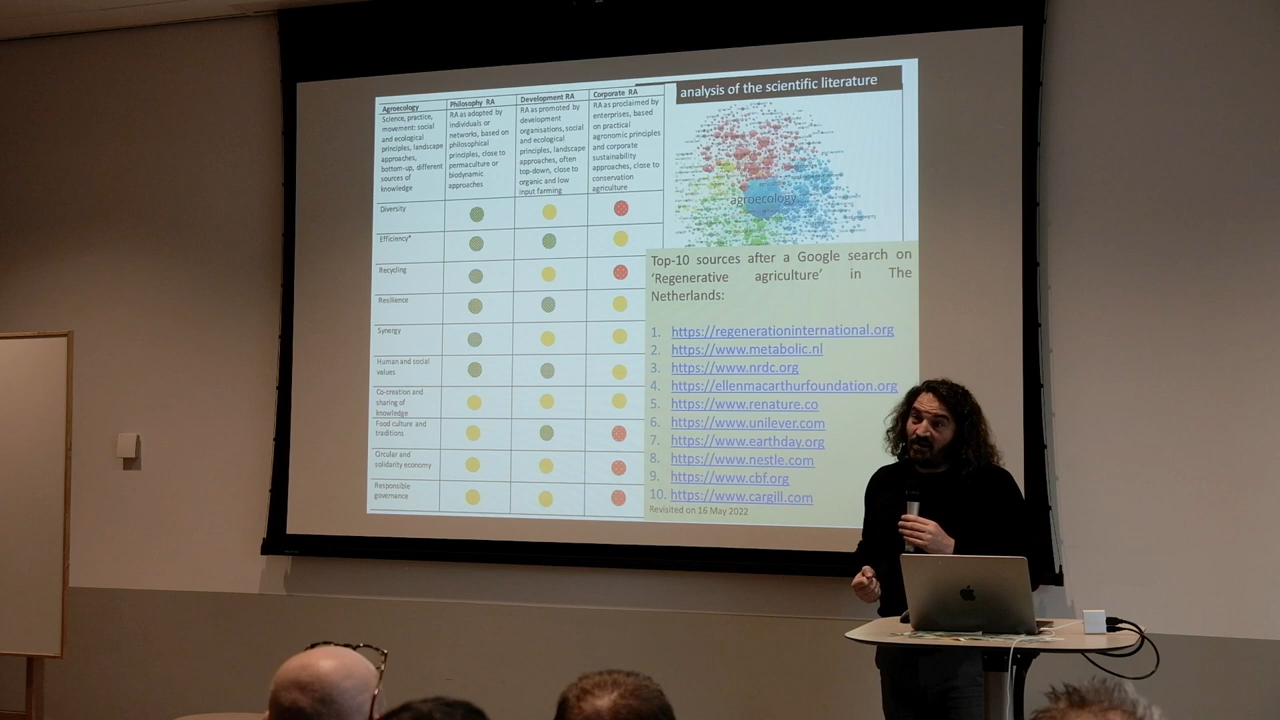 analysis of the scientific literature
Agroecology
Science, practice,
movement: social
and ecological
principles, landscape
approaches,
bottom-up, different
sources of
knowledge
Philosophy RA
RA as adopted by
individuals or
networks, based on
philosophical
principles, close to
permaculture or
biodynamic
approaches
Development RA
RA as promoted by
development
organisations, social
and ecological
principles, landscape
approaches, often
top-down, close to
organic and low
input farming
Corporate RA
RA as proclaimed by
enterprises, based
on practical
agronomic principles
and corporate
sustainability
approaches, close to
conservation
agriculture
Diversity
Efficiency*
Recycling
Resilience
Synergy
Human and social
values
Co-creation and
sharing of
knowledge
Food culture and
traditions
Circular and
solidarity economy
Responsible
governance
agroecology
Top-10 sources after a Google search on
'Regenerative agriculture' in The
Netherlands:
1. https://regenerationinternational.org
2. https://www.metabolic.nl
3. https://www.nrdc.org
4. https://ellenmacarthurfoundation.org
5. https://www.renature.co
6. https://www.unilever.com
7. https://www.earthday.org
8. https://www.nestle.com
9. https://www.cbf.org
10. https://www.cargill.com
Revisited on 16 May 2022